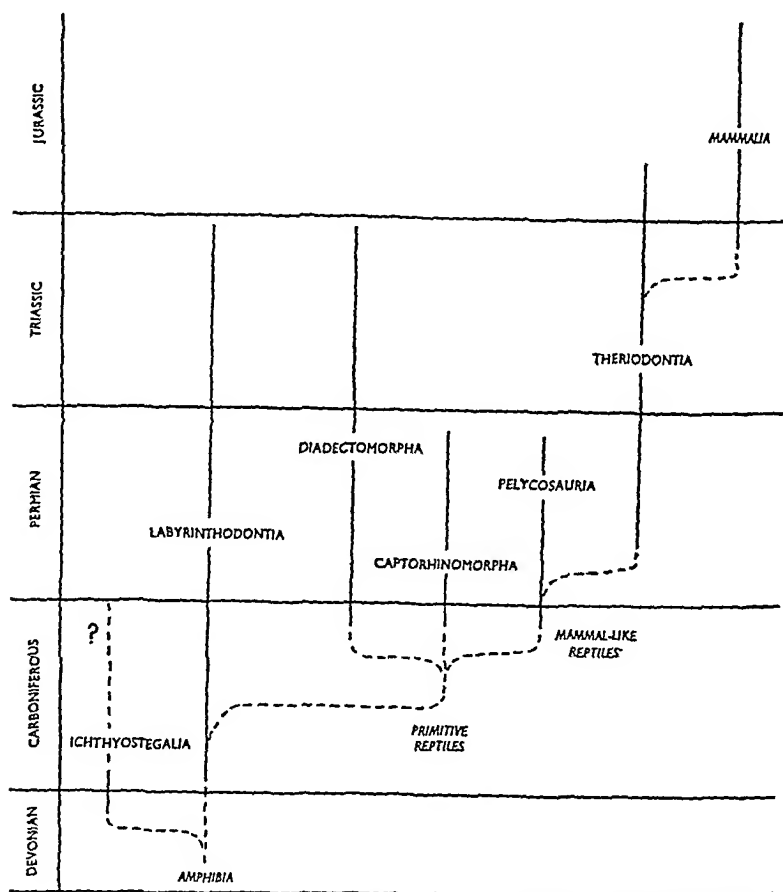 JURASSIC
MAMMALIA
TRIASSIC
THERIODONTIA
PERMIAN
DIADECTOMORPHA
PELYCOSAURIA
LABYRINTHODONTIA
CAPTORHINOMORPHA
CARBONIFEROUS
?
MAMMAL-LIKE
REPTILES
ICHTHYOSTEGALIA
PRIMITIVE
REPTILES
DEVONIAN
AMPHIBIA